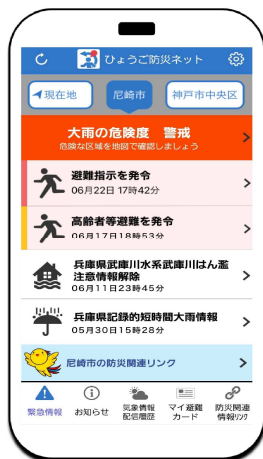 ひょうご防災ネット
現在地
尼崎市
神戸市中央区
大雨の危険度 警戒
危険な区域を地図で確認しましょう
避難指示を発令
06月22日 17時42分
高齢者等避難を発令
06月17日18時53分
兵庫県武庫川水系武庫川はん濫
注意情報解除
06月11日23時45分
兵庫県記録的短時間大雨情報
05月30日15時28分
尼崎市の防災関連リンク
緊急情報
お知らせ
気象情報
配信履歴
マイ避難
カード
防災関連
情報リンク